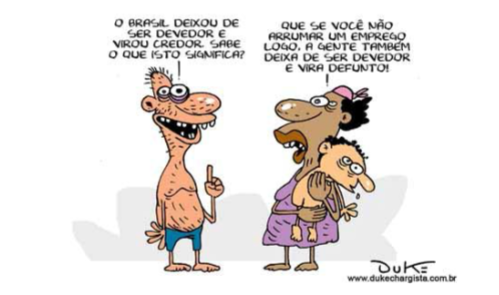 O BRASIL DEIXOU DE
SER DEVEDOR E
VIROU CREDOR. SABE
O QUE ISTO SIGNIFICA?
QUE SE VOCÊ NÃO
ARRUMAR UM EMPREGO
LOGO, A GENTE TAMBÉM
DEIXA DE SER DEVEDOR
E VIRA DEFUNTO!
DUKE
www.dukechargista.com.br